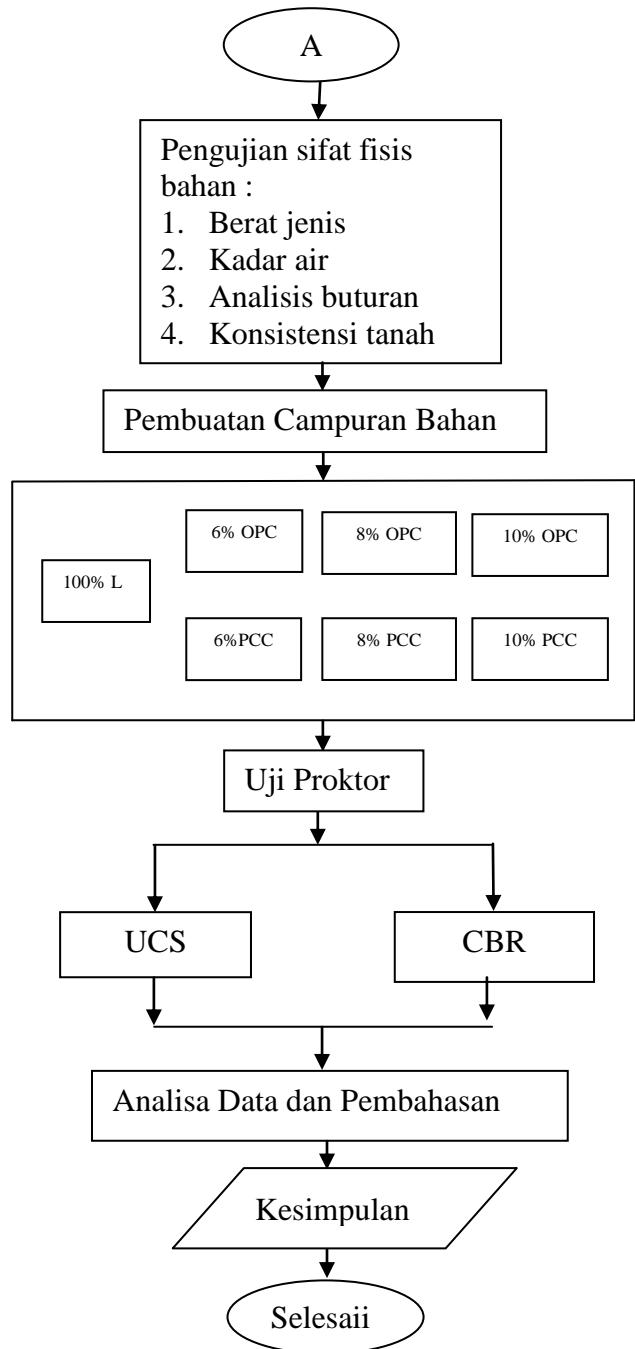 A
Pengujian sifat fisis
bahan :
1. Berat jenis
2. Kadar air
3. Analisis buturan
4. Konsistensi tanah
Pembuatan Campuran Bahan
100% L
6% OPC
8% OPC
10% OPC
6%PCC
8% PCC
10% PCC
Uji Proktor
UCS
CBR
Analisa Data dan Pembahasan
Kesimpulan
Selesaii